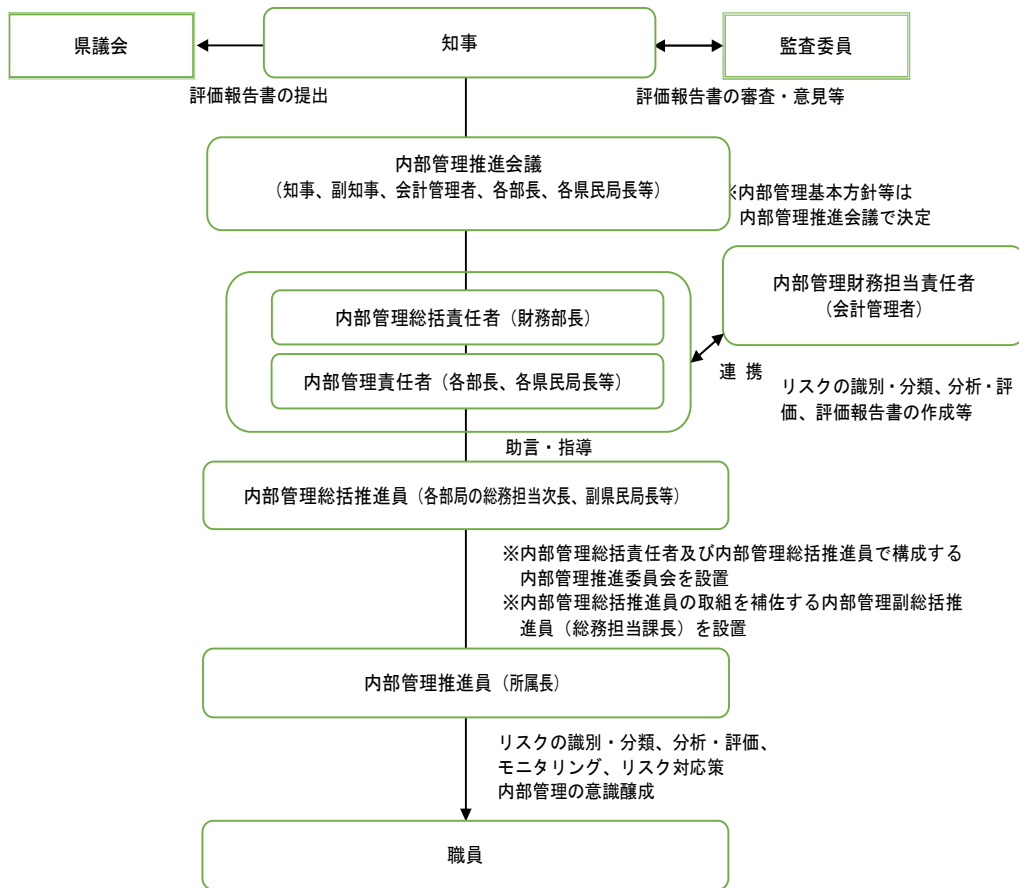 県議会
知事
監査委員
評価報告書の提出
評価報告書の審査・意見等
内部管理推進会議
（知事、副知事、会計管理者、各部長、各県民局長等）
※内部管理基本方針等は
内部管理推進会議で決定
内部管理財務担当責任者
（会計管理者）
内部管理総括責任者（財務部長）
内部管理責任者（各部長、各県民局長等）
連 携
リスクの識別・分類、分析・評
価、評価報告書の作成等
助言・指導
内部管理総括推進員（各部局の総務担当次長、副県民局長等）
※内部管理総括責任者及び内部管理総括推進員で構成する
内部管理推進委員会を設置
※内部管理総括推進員の取組を補佐する内部管理副総括推
進員（総務担当課長）を設置
内部管理推進員（所属長）
リスクの識別・分類、分析・評価、
モニタリング、リスク対応策
内部管理の意識醸成
職員